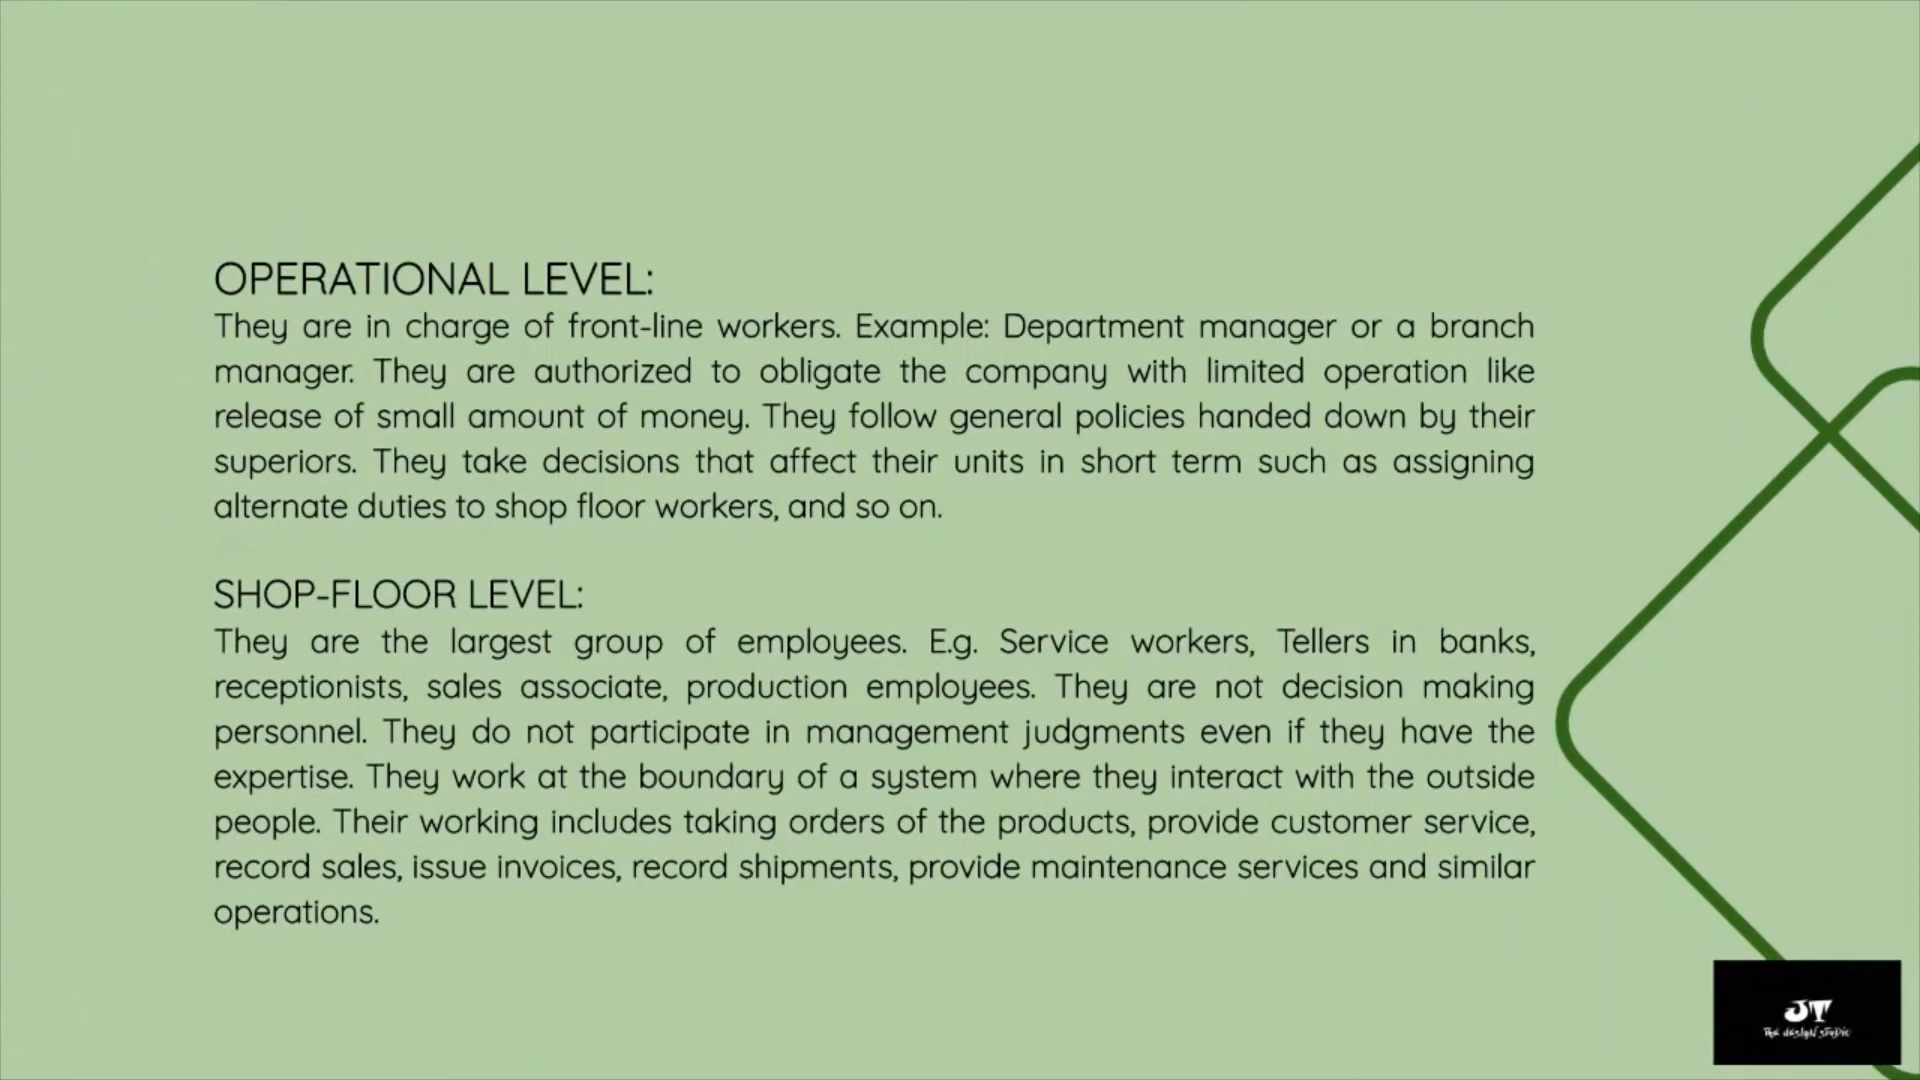 OPERATIONAL LEVEL:
They are in charge of front-line workers. Example: Department manager or a branch
manager. They are authorized to obligate the company with limited operation like
release of small amount of money. They follow general policies handed down by their
superiors. They take decisions that affect their units in short term such as assigning
alternate duties to shop floor workers, and so on.
SHOP-FLOOR LEVEL:
They are the largest group of employees. E.g. Service workers, Tellers in banks,
receptionists, sales associate, production employees. They are not decision making
personnel. They do not participate in management judgments even if they have the
expertise. They work at the boundary of a system where they interact with the outside
people. Their working includes taking orders of the products, provide customer service,
record sales, issue invoices, record shipments, provide maintenance services and similar
operations.
JT
The design studio